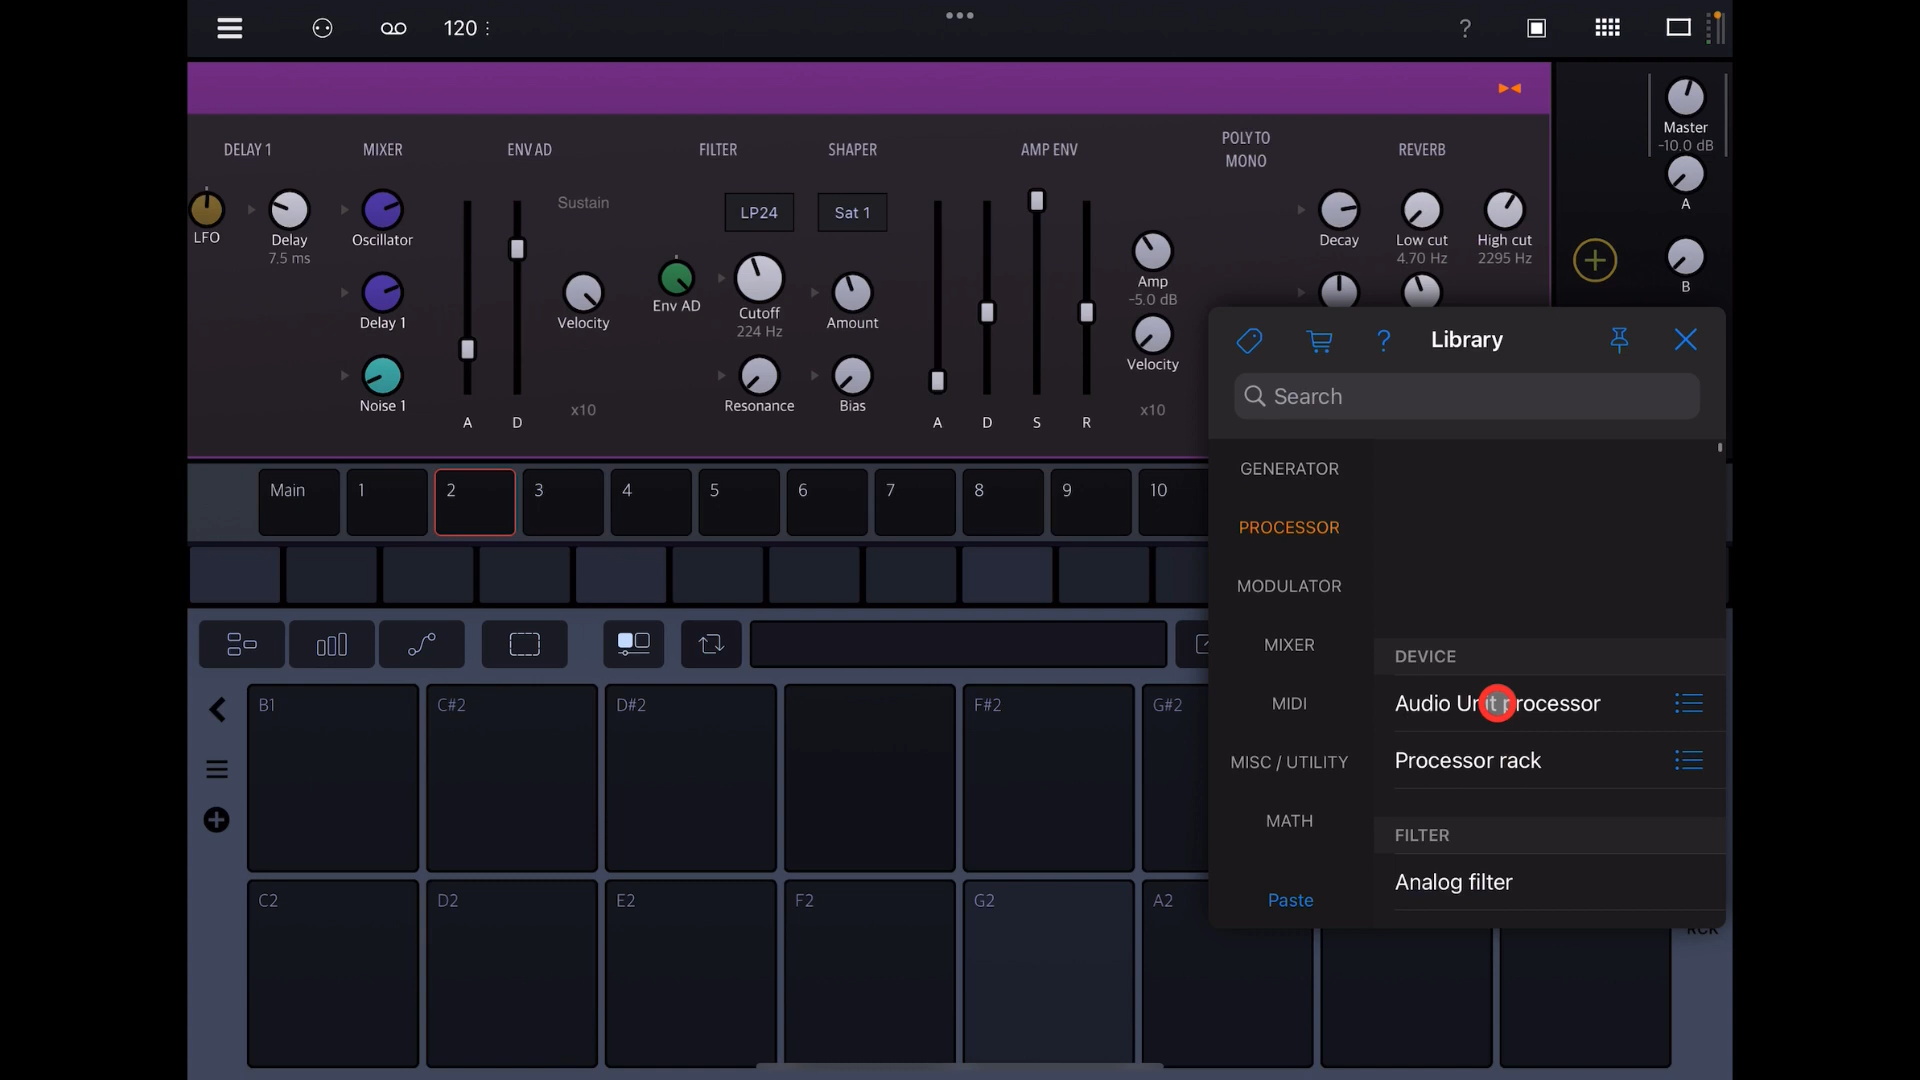 120
?
DELAY 1 MIXER ENV AD FILTER SHAPER AMP ENV POLY TO MONO REVERB
Master
-10.0 dB
A
B
Sustain
LP24
Sat 1
LFO
Delay
7.5 ms
Oscillator
Delay 1
Noise 1
A D
Velocity
x10
Env AD
Cutoff
224 Hz
Resonance
Amount
Bias
A D S R
Amp
-5.0 dB
Velocity
x10
Decay
Low cut
4.70 Hz
High cut
2295 Hz
Main 1 2 3 4 5 6 7 8 9 10
? Library
Search
GENERATOR
PROCESSOR
MODULATOR
MIXER
MIDI
MISC / UTILITY
MATH
Paste
DEVICE
Audio Unit processor
Processor rack
FILTER
Analog filter
B1 C#2 D#2 F#2 G#2
C2 D2 E2 F2 G2 A2
RCK